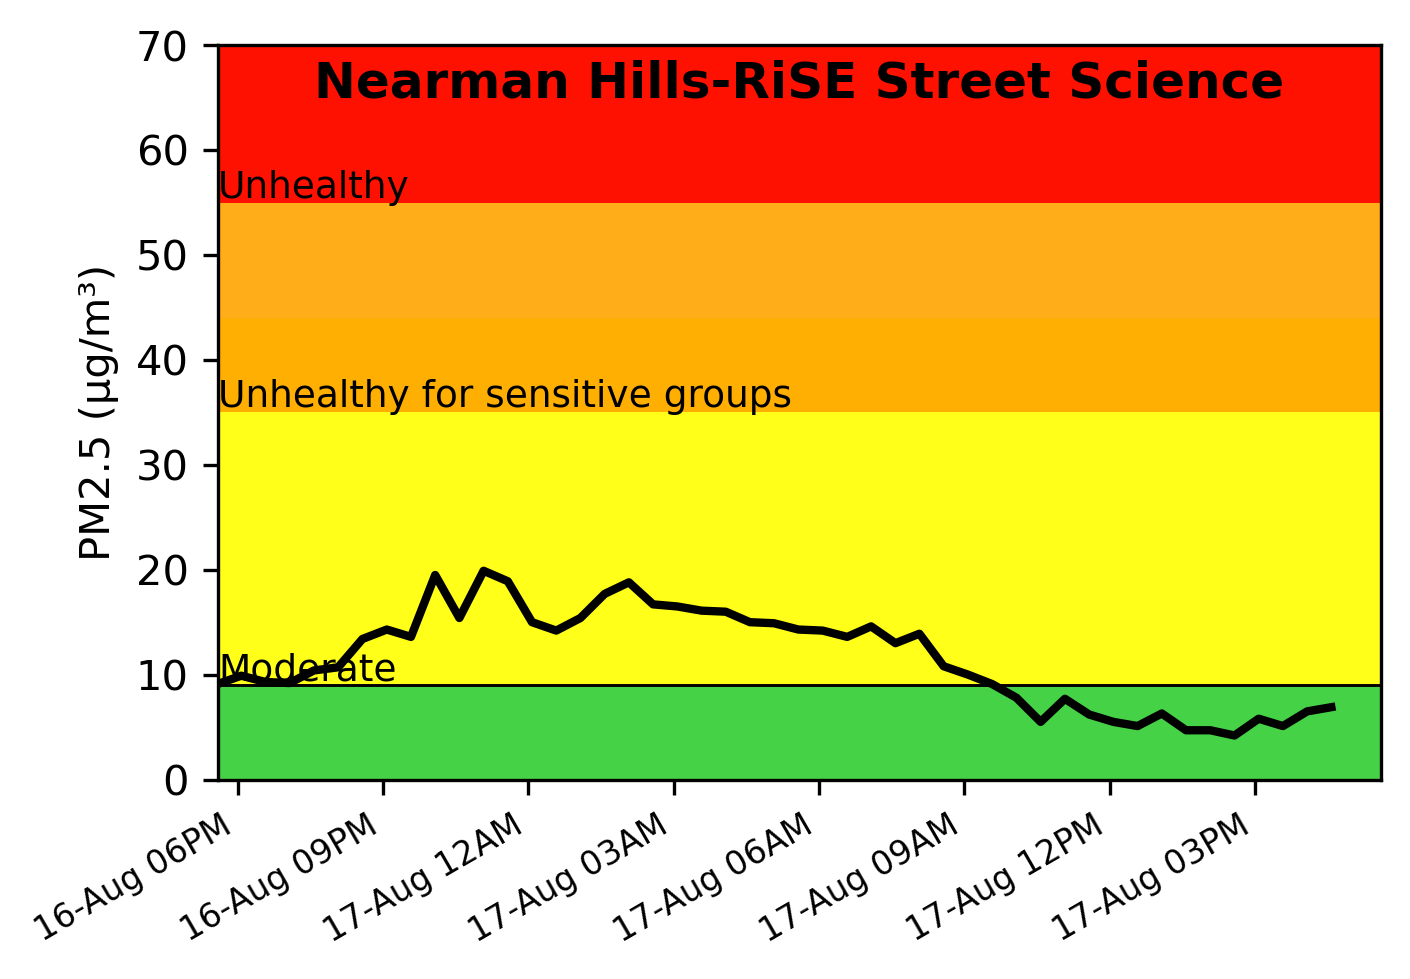 Nearman Hills-RiSE Street Science
70
60
Unhealthy
50
40
Unhealthy for sensitive groups
30
20
Moderate
10
0
PM2.5 (µg/m³)
16-Aug 06PM
16-Aug 09PM
17-Aug 12AM
17-Aug 03AM
17-Aug 06AM
17-Aug 09AM
17-Aug 12PM
17-Aug 03PM